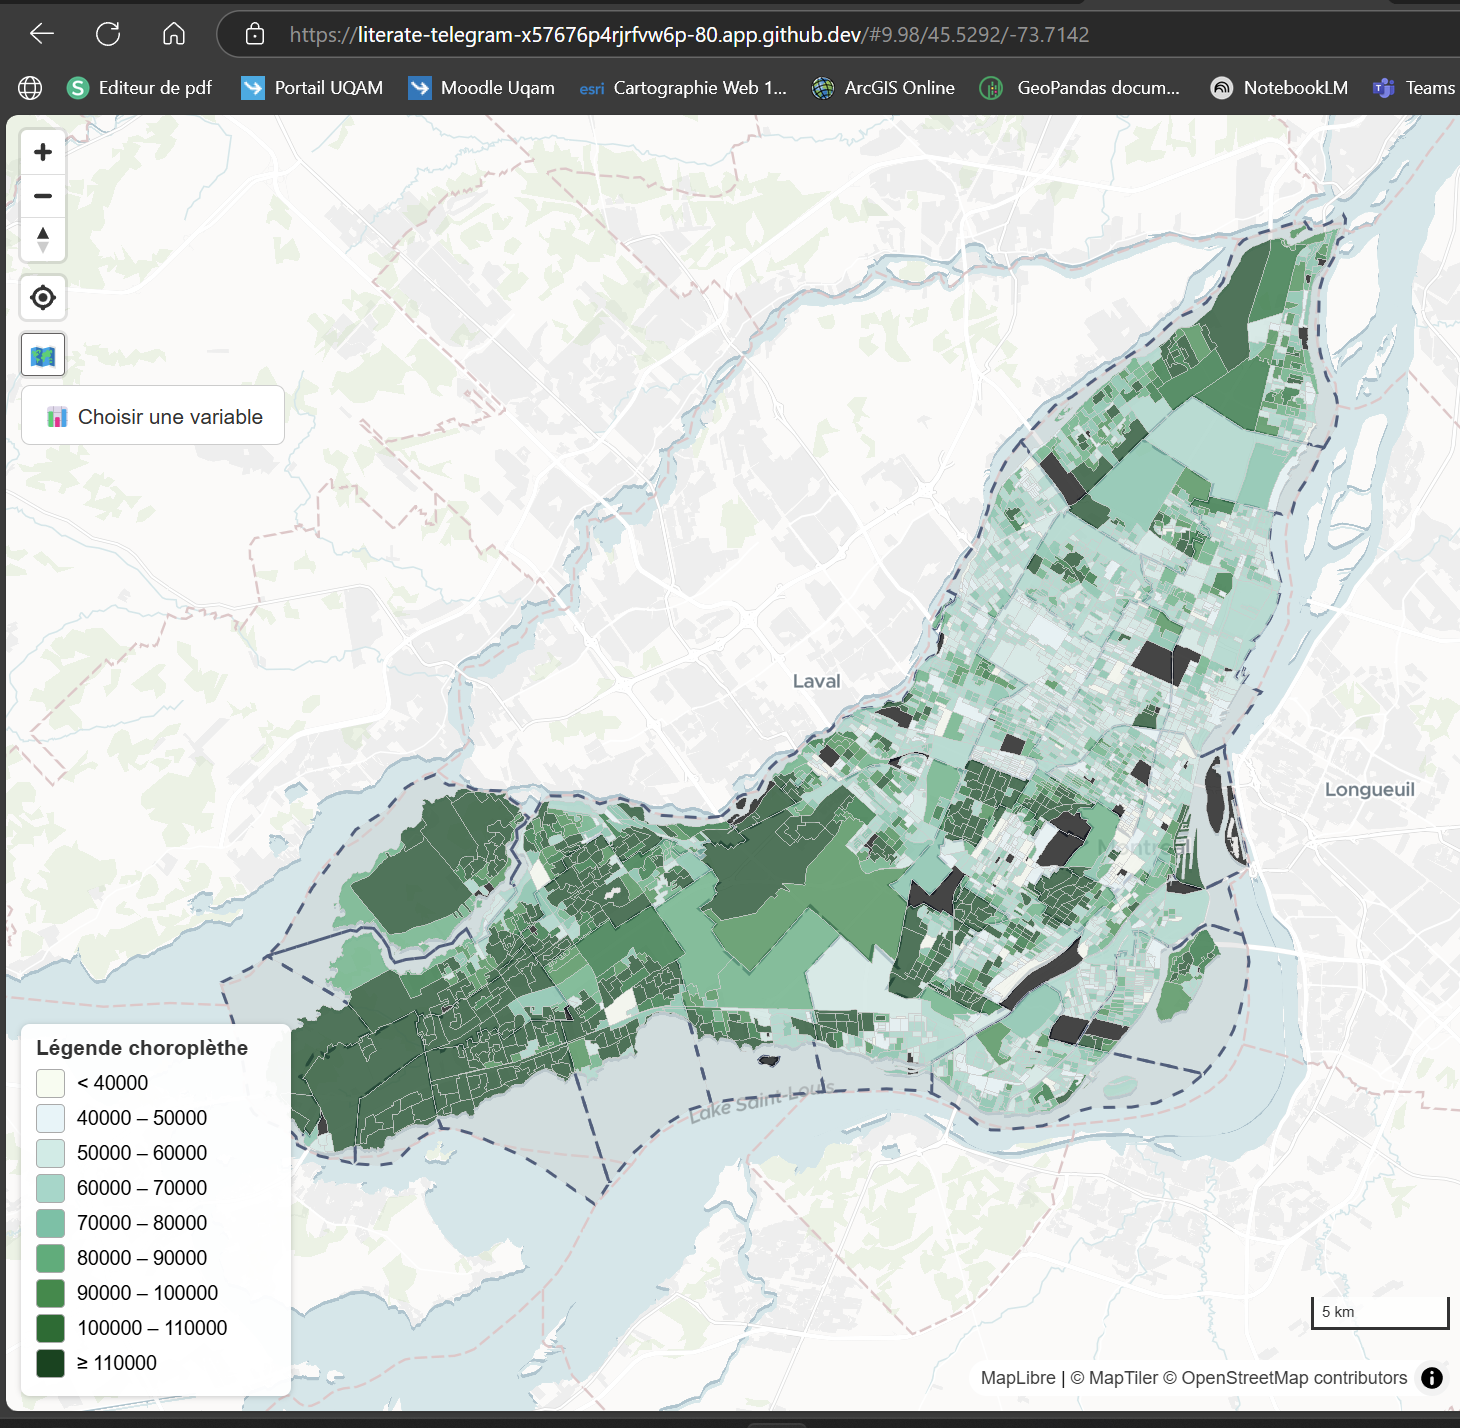 https://literate-telegram-x57676p4rjrfvw6p-80.app.github.dev/#9.98/45.5292/-73.7142
S Editeur de pdf Portail UQAM Moodle Uqam esri Cartographie Web 1... ArcGIS Online GeoPandas docum... NotebookLM Teams
Choisir une variable
Laval
Longueuil
Lake Saint-Louis
Légende choroplèthe
< 40000
40000 – 50000
50000 – 60000
60000 – 70000
70000 – 80000
80000 – 90000
90000 – 100000
100000 – 110000
≥ 110000
5 km
MapLibre | © MapTiler © OpenStreetMap contributors